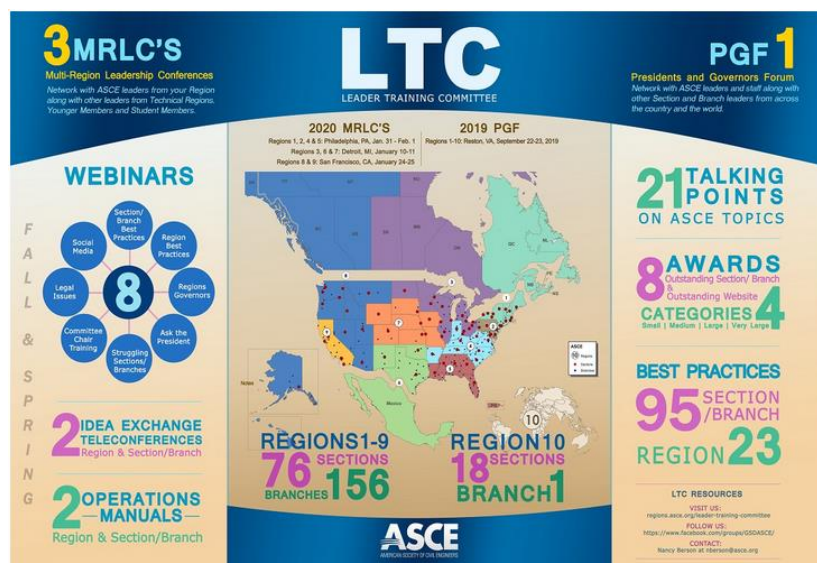 3 MRLC'S
Multi-Region Leadership Conferences
Network with ASCE leaders from your Region
along with other leaders from Technical Regions.
Younger Members and Student Members.
LTC
LEADER TRAINING COMMITTEE
PGF 1
Presidents and Governors Forum
Network with ASCE leaders and staff along with
other Section and Branch leaders from across
the country and the world.
2020 MRLC'S
Regions 1, 2, 4 & 5: Philadelphia, PA, Jan. 31 - Feb. 1
Regions 3, 6 & 7: Detroit, MI, January 10-11
Regions 8 & 9: San Francisco, CA, January 24-25
2019 PGF
Regions 1-10: Reston, VA, September 22-23, 2019
FALL & SPRING
WEBINARS
8
Section/
Branch
Best
Practices
Region
Best
Practices
Regions
Governors
Ask the
President
Struggling
Sections/
Branches
Committee
Chair
Training
Legal
Issues
Social
Media
2 IDEA EXCHANGE
TELECONFERENCES
Region & Section/Branch
2 OPERATIONS
MANUALS
Region & Section/Branch
Mexico
ASCE
10
REGIONS1-9
76 SECTIONS
BRANCHES 156
REGION10
18 SECTIONS
BRANCH 1
ASCE
AMERICAN SOCIETY OF CIVIL ENGINEERS
21 TALKING
POINTS
ON ASCE TOPICS
8 AWARDS
Outstanding Section/ Branch
&
Outstanding Website
CATEGORIES 4
Small | Medium | Large | Very Large
BEST PRACTICES
95 SECTION
/BRANCH
REGION 23
LTC RESOURCES
VISIT US:
regions.asce.org/leader-training-committee
FOLLOW US:
https://www.facebook.com/groups/GSDASCE/
CONTACT:
Nancy Berson at nberson@asce.org